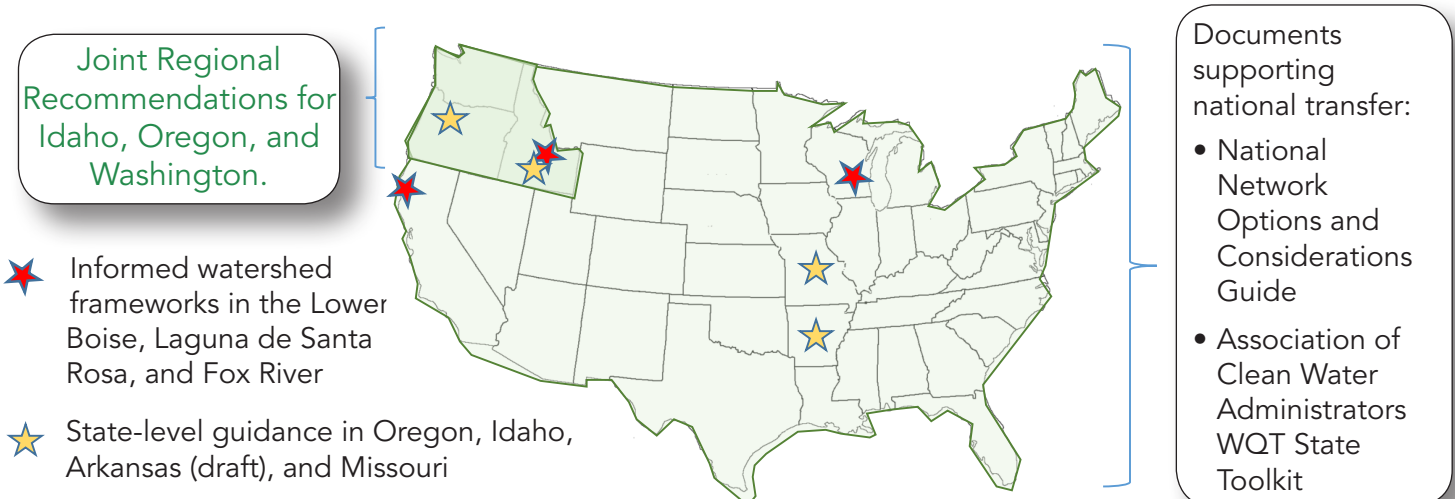 Joint Regional
Recommendations for
Idaho, Oregon, and
Washington.
Informed watershed
frameworks in the Lower
Boise, Laguna de Santa
Rosa, and Fox River
State-level guidance in Oregon, Idaho,
Arkansas (draft), and Missouri
Documents
supporting
national transfer:
• National
Network
Options and
Considerations
Guide
• Association of
Clean Water
Administrators
WQT State
Toolkit